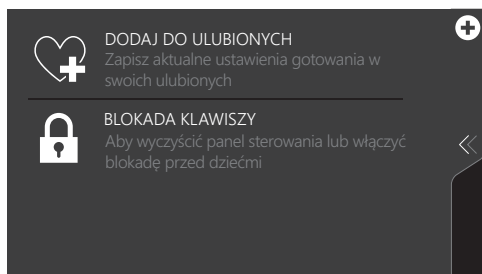 DODAJ DO ULUBIONYCH
Zapisz aktualne ustawienia gotowania w
swoich ulubionych
BLOKADA KLAWISZY
Aby wyczyścić panel sterowania lub włączyć
blokadę przed dziećmi